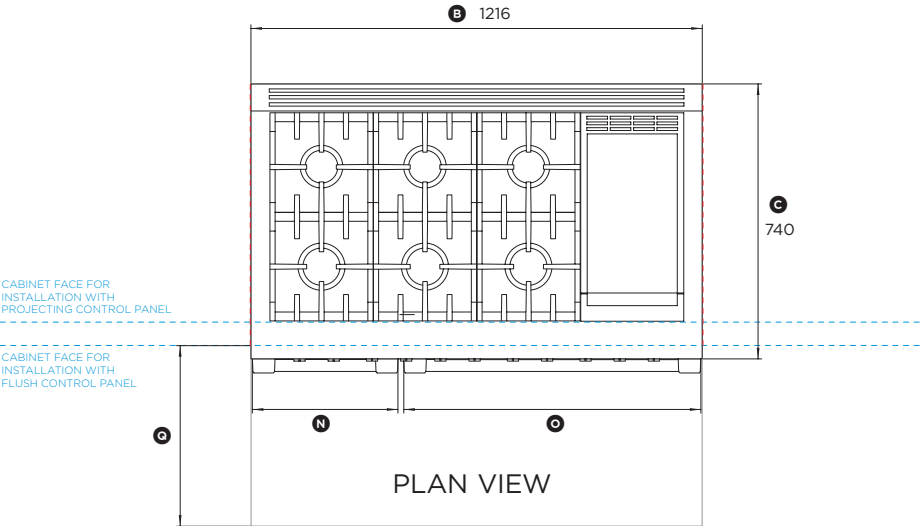 B 1216
C
740
CABINET FACE FOR
INSTALLATION WITH
PROJECTING CONTROL PANEL
CABINET FACE FOR
INSTALLATION WITH
FLUSH CONTROL PANEL
N
O
Q
PLAN VIEW